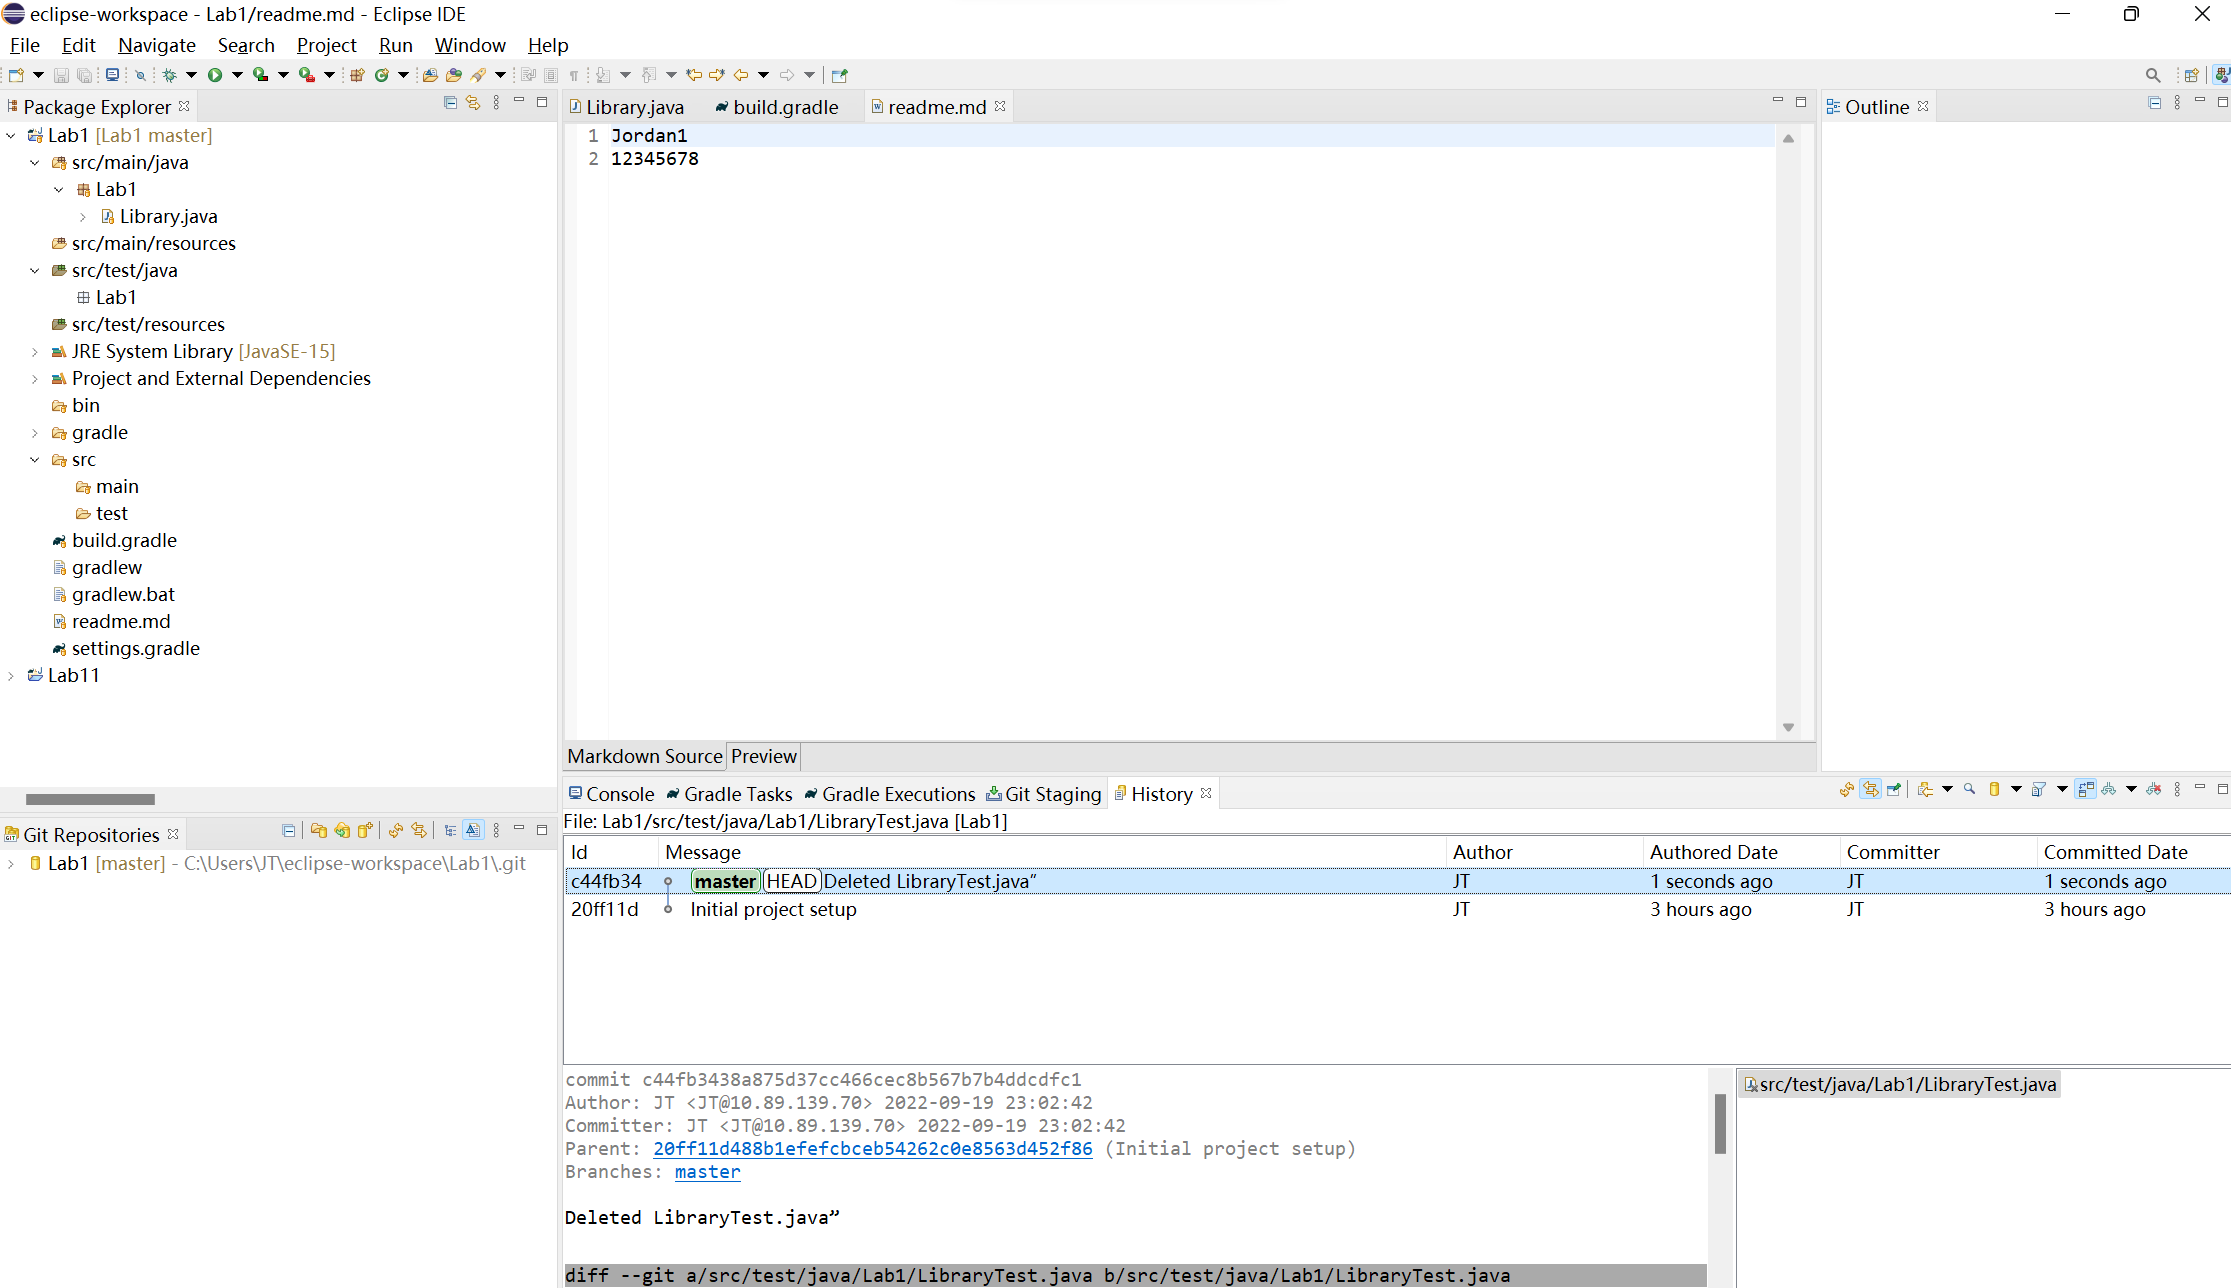 eclipse-workspace - Lab1/readme.md - Eclipse IDE
File Edit Navigate Search Project Run Window Help
Package Explorer
Lab1 [Lab1 master]
src/main/java
Lab1
Library.java
src/main/resources
src/test/java
Lab1
src/test/resources
JRE System Library [JavaSE-15]
Project and External Dependencies
bin
gradle
src
main
test
build.gradle
gradlew
gradlew.bat
readme.md
settings.gradle
Lab11
Git Repositories
Lab1 [master] - C:\Users\JT\eclipse-workspace\Lab1\.git
Library.java build.gradle readme.md
1 Jordan1
2 12345678
Markdown Source Preview
Outline
Console Gradle Tasks Gradle Executions Git Staging History
File: Lab1/src/test/java/Lab1/LibraryTest.java [Lab1]
Id Message Author Authored Date Committer Committed Date
c44fb34 master HEAD Deleted LibraryTest.java” JT 1 seconds ago JT 1 seconds ago
20ff11d Initial project setup JT 3 hours ago JT 3 hours ago
commit c44fb3438a875d37cc466cec8b567b7b4ddcdfc1
Author: JT <JT@10.89.139.70> 2022-09-19 23:02:42
Committer: JT <JT@10.89.139.70> 2022-09-19 23:02:42
Parent: 20ff11d488b1efefcbceb54262c0e8563d452f86 (Initial project setup)
Branches: master
Deleted LibraryTest.java”
diff --git a/src/test/java/Lab1/LibraryTest.java b/src/test/java/Lab1/LibraryTest.java
src/test/java/Lab1/LibraryTest.java